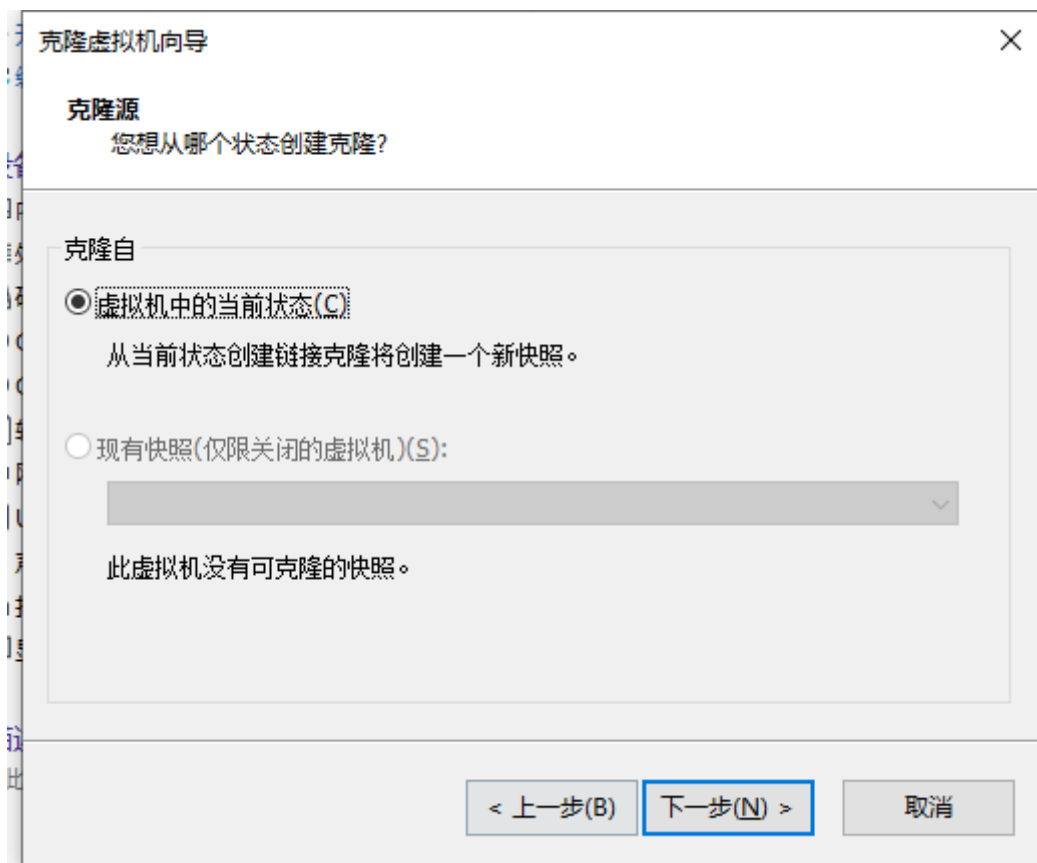 克隆虚拟机向导
克隆源
您想从哪个状态创建克隆?
克隆自
虚拟机中的当前状态(C)
从当前状态创建链接克隆将创建一个新快照。
现有快照(仅限关闭的虚拟机)(S):
此虚拟机没有可克隆的快照。
< 上一步(B) 下一步(N) > 取消